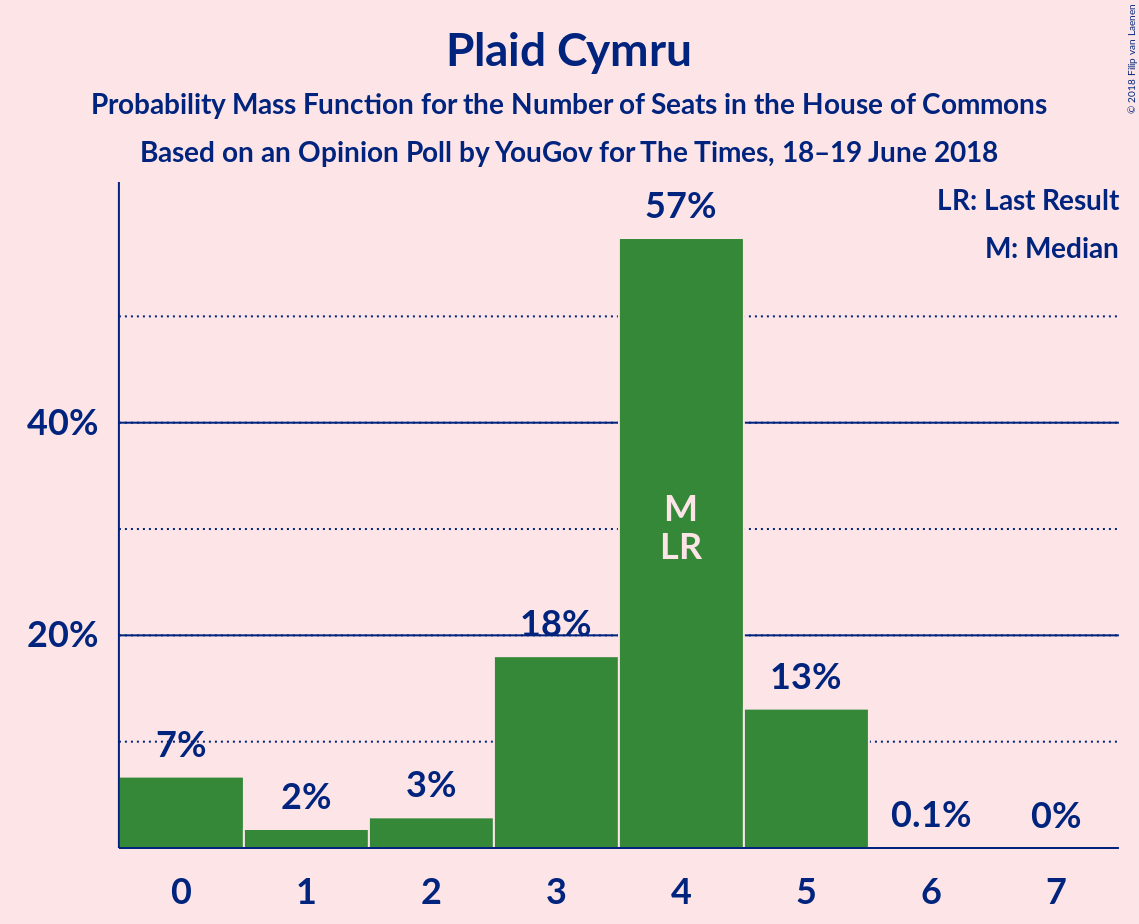 Plaid Cymru
Probability Mass Function for the Number of Seats in the House of Commons
Based on an Opinion Poll by YouGov for The Times, 18–19 June 2018
© 2018 Filip van Laenen
LR: Last Result
M: Median
57%
40%
M
LR
20%
18%
13%
7%
2%
3%
0.1%
0%
0 1 2 3 4 5 6 7